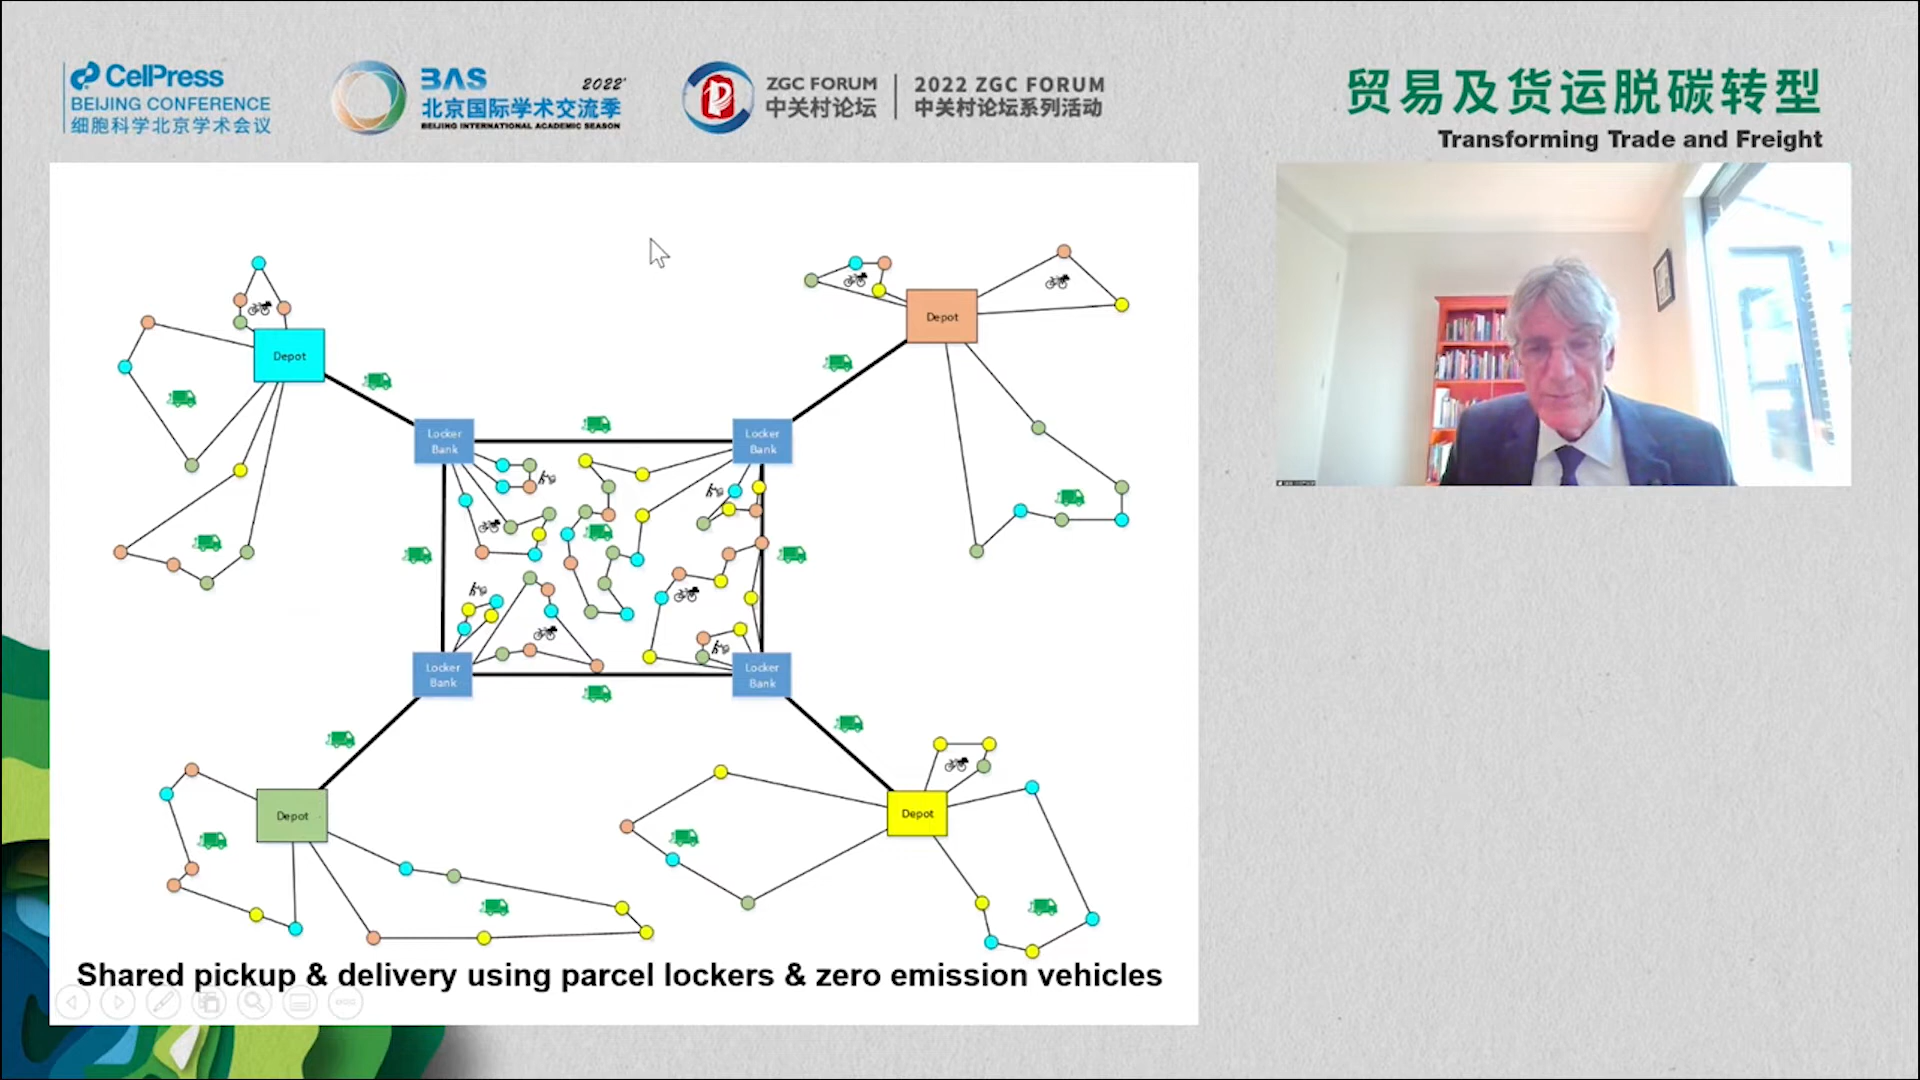 CellPress
BEIJING CONFERENCE
细胞科学北京学术会议
BAS 2022
北京国际学术交流季
BEIJING INTERNATIONAL ACADEMIC SEASON
ZGC FORUM
中关村论坛
2022 ZGC FORUM
中关村论坛系列活动
贸易及货运脱碳转型
Transforming Trade and Freight
Depot
Depot
Locker
Bank
Locker
Bank
Locker
Bank
Locker
Bank
Depot
Depot
Shared pickup & delivery using parcel lockers & zero emission vehicles